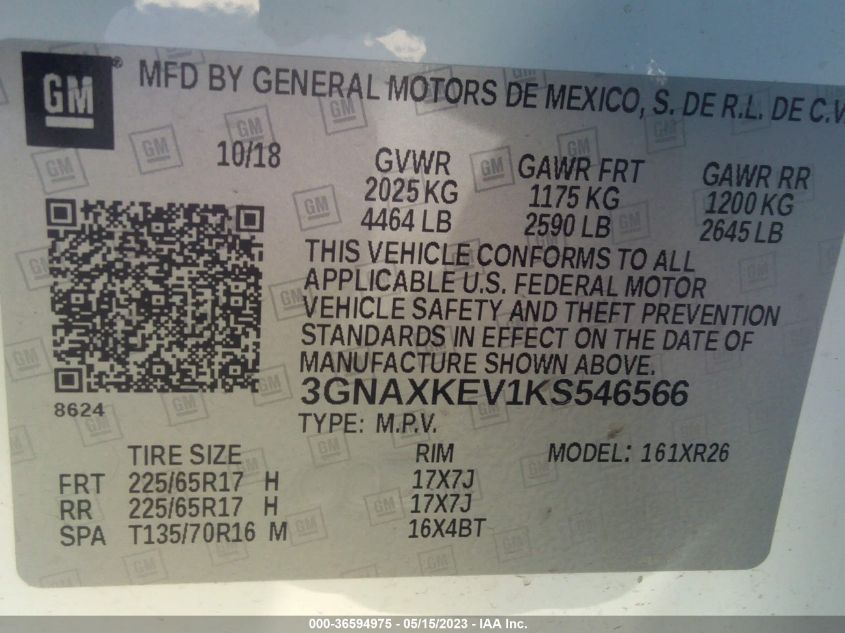 GM
MFD BY GENERAL MOTORS DE MEXICO, S. DE R.L. DE C.V
10/18
GVWR GAWR FRT GAWR RR
2025 KG 1175 KG 1200 KG
4464 LB 2590 LB 2645 LB
THIS VEHICLE CONFORMS TO ALL
APPLICABLE U.S. FEDERAL MOTOR
VEHICLE SAFETY AND THEFT PREVENTION
STANDARDS IN EFFECT ON THE DATE OF
MANUFACTURE SHOWN ABOVE.
3GNAXKEV1KS546566
8624
TYPE: M.P.V.
TIRE SIZE RIM MODEL: 161XR26
FRT 225/65R17 H 17X7J
RR 225/65R17 H 17X7J
SPA T135/70R16 M 16X4BT
000-36594975 - 05/15/2023 - IAA Inc.